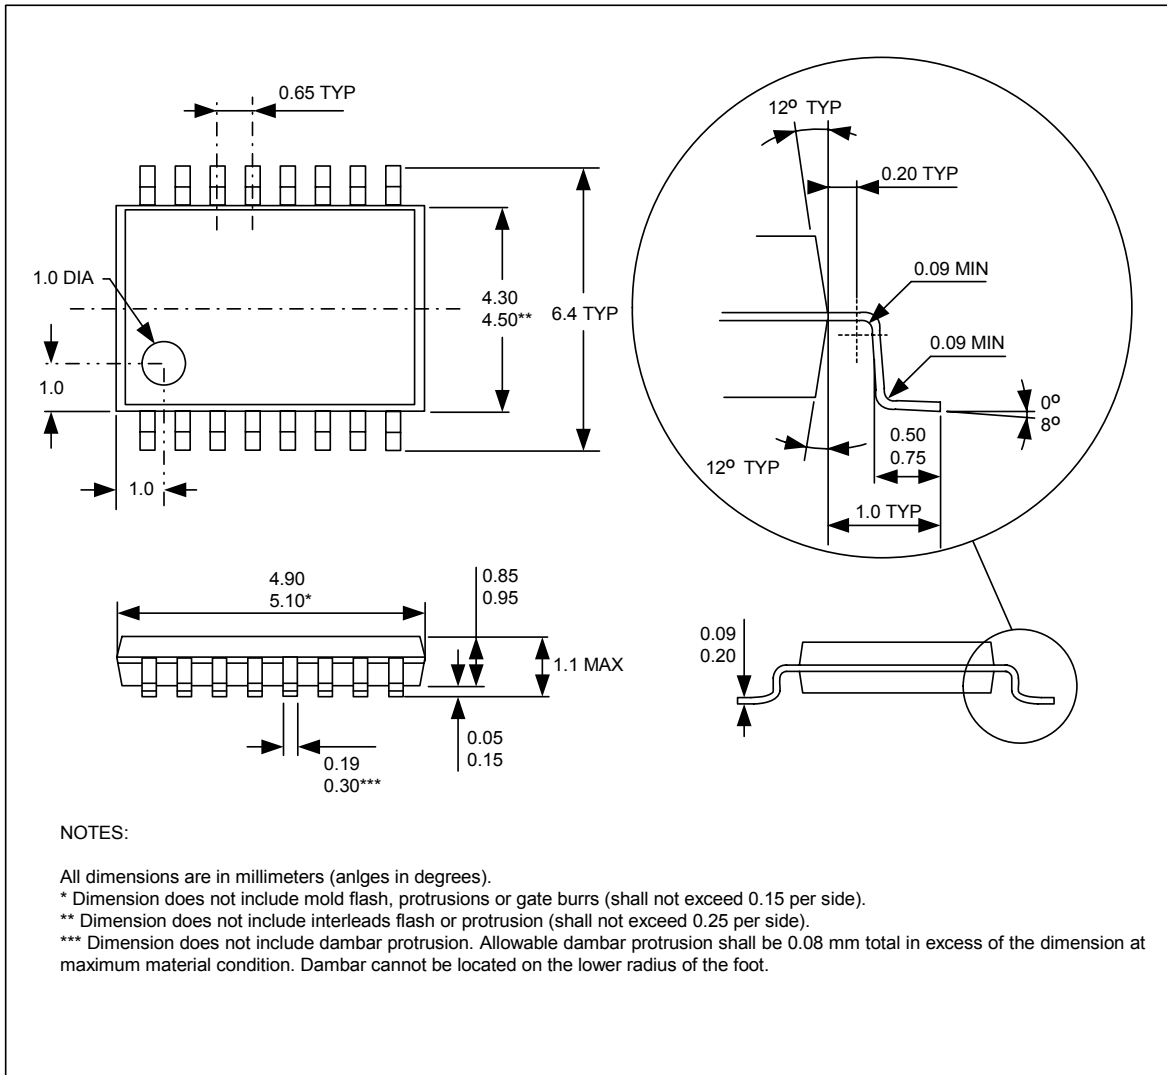 0.65 TYP
1.0 DIA
4.30
4.50**
6.4 TYP
1.0
1.0
12º TYP
0.20 TYP
0.09 MIN
0.09 MIN
0º
8º
0.50
0.75
12º TYP
1.0 TYP
4.90
5.10*
0.85
0.95
1.1 MAX
0.05
0.15
0.19
0.30***
0.09
0.20
NOTES:
All dimensions are in millimeters (anlges in degrees).
* Dimension does not include mold flash, protrusions or gate burrs (shall not exceed 0.15 per side).
** Dimension does not include interleads flash or protrusion (shall not exceed 0.25 per side).
*** Dimension does not include dambar protrusion. Allowable dambar protrusion shall be 0.08 mm total in excess of the dimension at
maximum material condition. Dambar cannot be located on the lower radius of the foot.